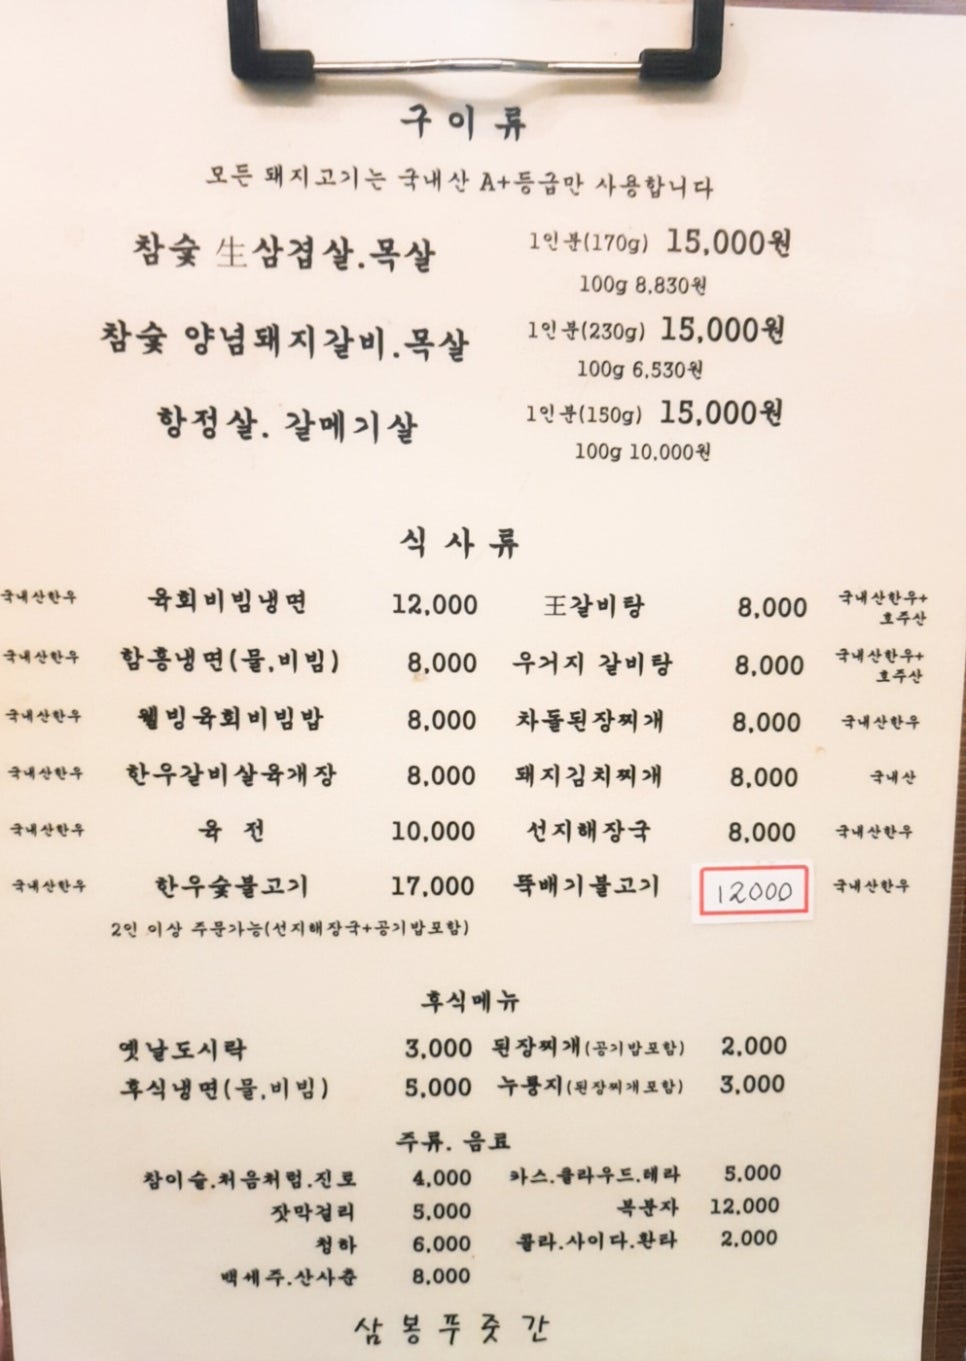 구이류
모든 돼지고기는 국내산 A+등급만 사용합니다
참숯 生삼겹살.목살 1인분(170g) 15,000원
100g 8,830원
참숯 양념돼지갈비.목살 1인분(230g) 15,000원
100g 6,530원
항정살. 갈메기살 1인분(150g) 15,000원
100g 10,000원
식사류
국내산한우 육회비빔냉면 12,000 王갈비탕 8,000 국내산한우+
호주산
국내산한우 함흥냉면(물,비빔) 8,000 우거지 갈비탕 8,000 국내산한우+
호주산
국내산한우 웰빙육회비빔밥 8,000 차돌된장찌개 8,000 국내산한우
국내산한우 한우갈비살육개장 8,000 돼지김치찌개 8,000 국내산
국내산한우 육 전 10,000 선지해장국 8,000 국내산한우
국내산한우 한우숯불고기 17,000 뚝배기불고기 12000 국내산한우
2인 이상 주문가능(선지해장국+공기밥포함)
후식메뉴
옛날도시락 3,000 된장찌개(공기밥포함) 2,000
후식냉면(물,비빔) 5,000 누룽지(된장찌개포함) 3,000
주류. 음료
참이슬.처음처럼.진로 4,000 카스.클라우드.테라 5,000
잣막걸리 5,000 복분자 12,000
청하 6,000 콜라.사이다.환타 2,000
백세주.산사춘 8,000
삼봉푸줏간